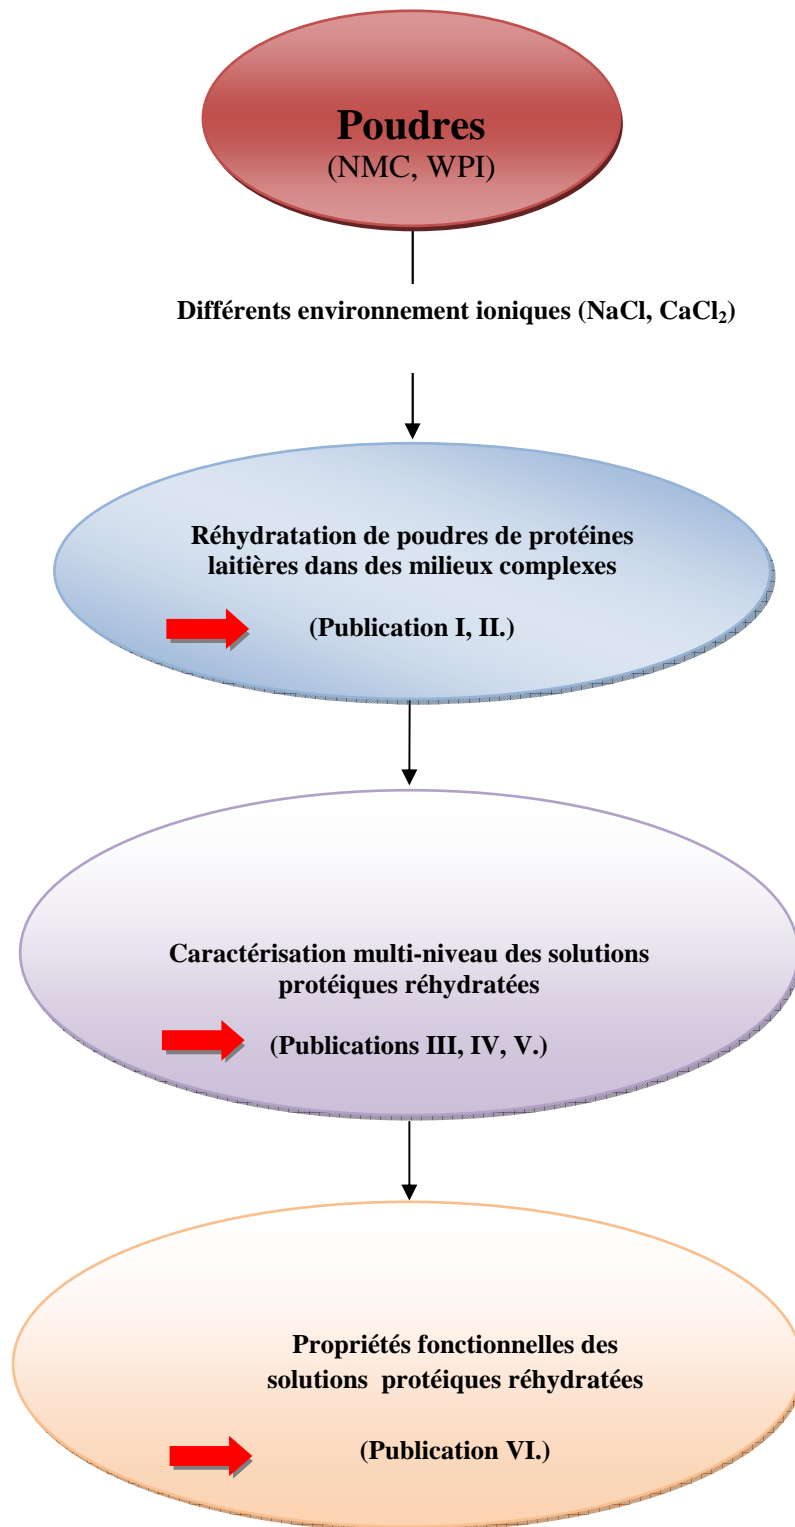 Poudres
(NMC, WPI)
Différents environnement ioniques (NaCl, CaCl₂)
Réhydratation de poudres de protéines
laitières dans des milieux complexes
(Publication I, II.)
Caractérisation multi-niveau des solutions
protéiques réhydratées
(Publications III, IV, V.)
Propriétés fonctionnelles des
solutions protéiques réhydratées
(Publication VI.)